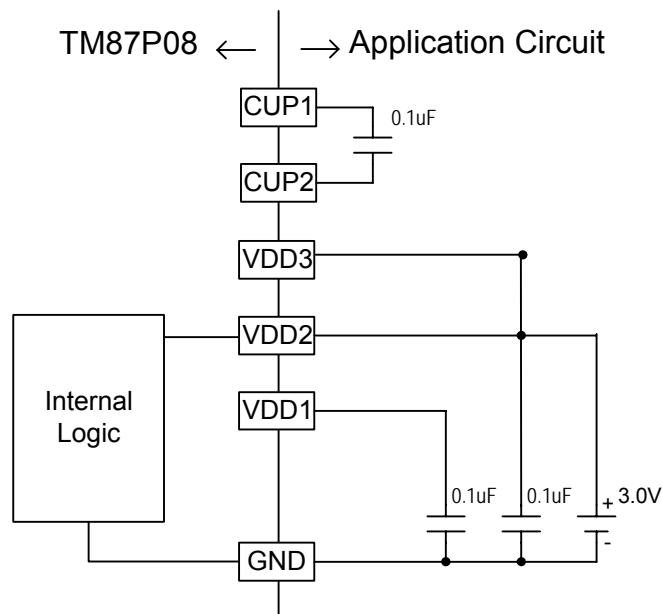 TM87P08
Application Circuit
CUP1
0.1uF
CUP2
VDD3
VDD2
VDD1
Internal
Logic
0.1uF
0.1uF
+ 3.0V
-
GND